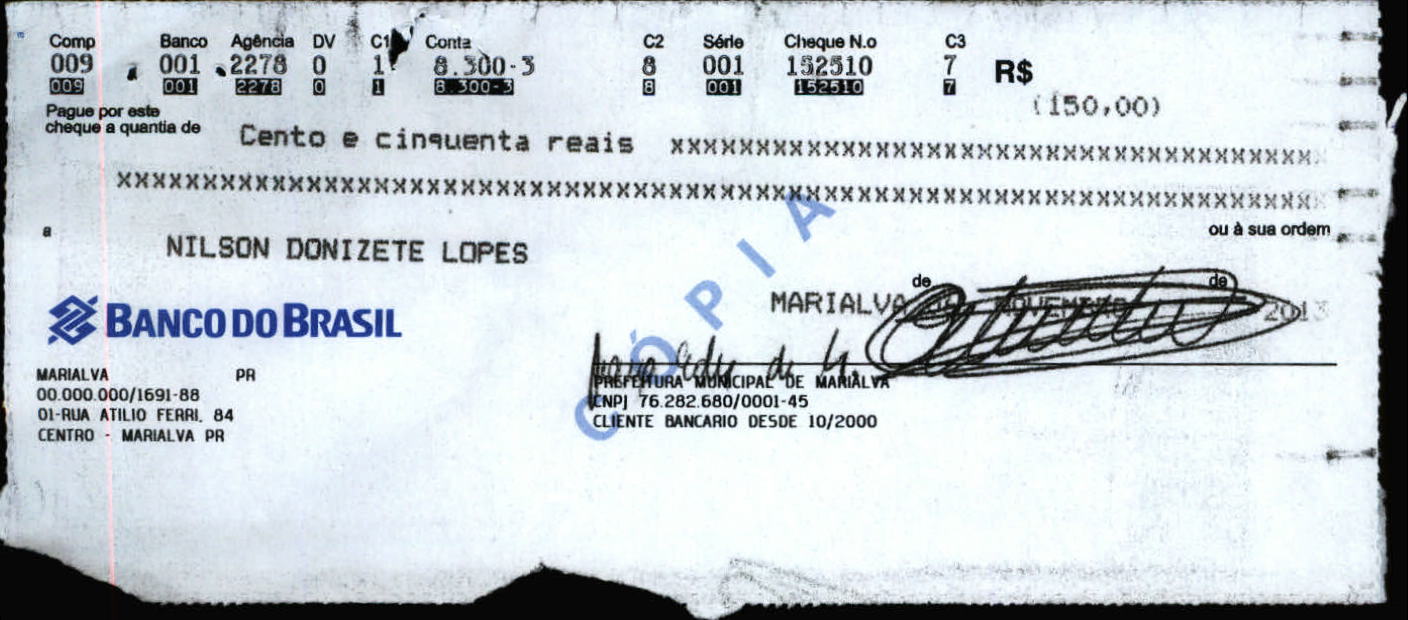 Comp Banco Agência DV C1 Conta C2 Série Cheque N.o C3
009 001 2278 0 1 8.300-3 8 001 152510 7 R$
009 001 2278 0 1 8.300-3 8 001 152510 7
(150,00)
Pague por este
cheque a quantia de Cento e cinquenta reais xxxxxxxxxxxxxxxxxxxxxxxxxxxxxxxxxxxxxxxxxxxxx
xxxxxxxxxxxxxxxxxxxxxxxxxxxxxxxxxxxxxxxxxxxxxxxxxxxxxxxxxxxxxxxxxxxxxxxxxxxxxxxxxxx
a NILSON DONIZETE LOPES ou à sua ordem
de de
MARIALVA NOVEMBRO 2013
BANCO DO BRASIL
CÓPIA
MARIALVA PR
00.000.000/1691-88
01-RUA ATILIO FERRI, 84
CENTRO - MARIALVA PR
PREFEITURA MUNICIPAL DE MARIALVA
CNPJ 76.282.680/0001-45
CLIENTE BANCARIO DESDE 10/2000